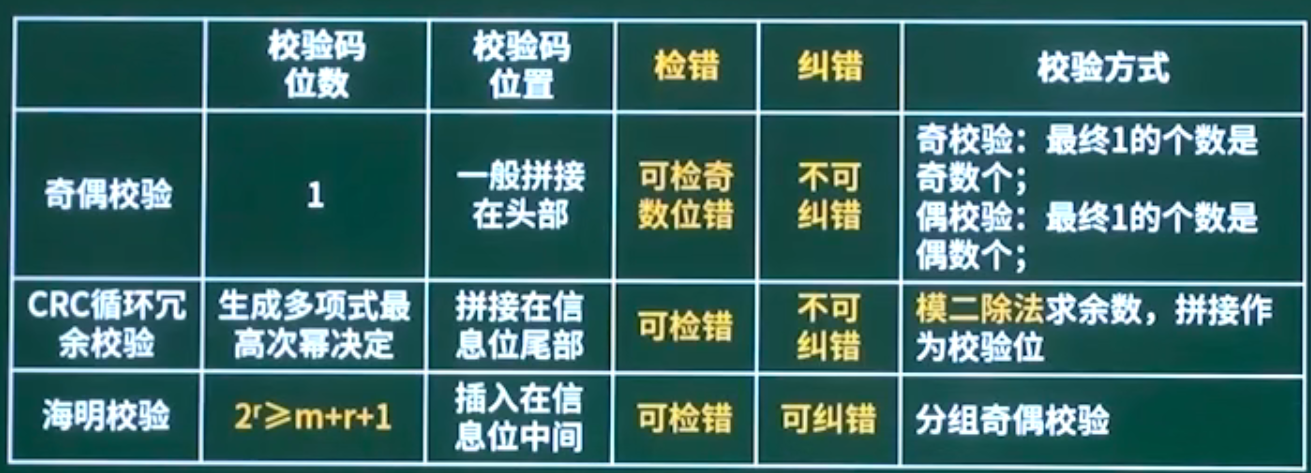 校验码
位数
校验码
位置
检错
纠错
校验方式
奇偶校验
1
一般拼接
在头部
可检奇
数位错
不可
纠错
奇校验：最终1的个数是
奇数个；
偶校验：最终1的个数是
偶数个；
CRC循环冗
余校验
生成多项式最
高次幂决定
拼接在信
息位尾部
可检错
不可
纠错
模二除法求余数，拼接作
为校验位
海明校验
2ʳ≥m+r+1
插入在信
息位中间
可检错
可纠错
分组奇偶校验